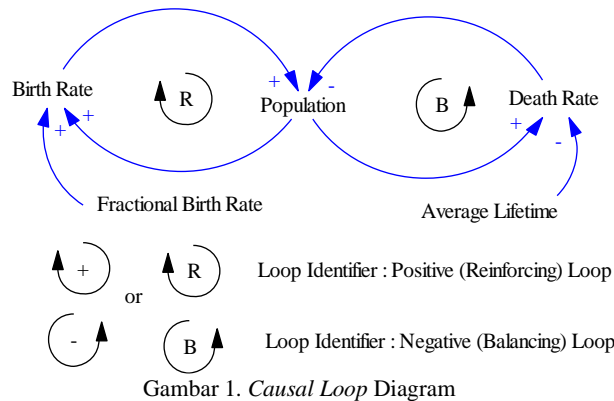 Birth Rate
R
+
-
Population
B
Death Rate
+
+
+
-
Fractional Birth Rate
Average Lifetime
+
R
Loop Identifier : Positive (Reinforcing) Loop
or
-
B
Loop Identifier : Negative (Balancing) Loop
Gambar 1. Causal Loop Diagram